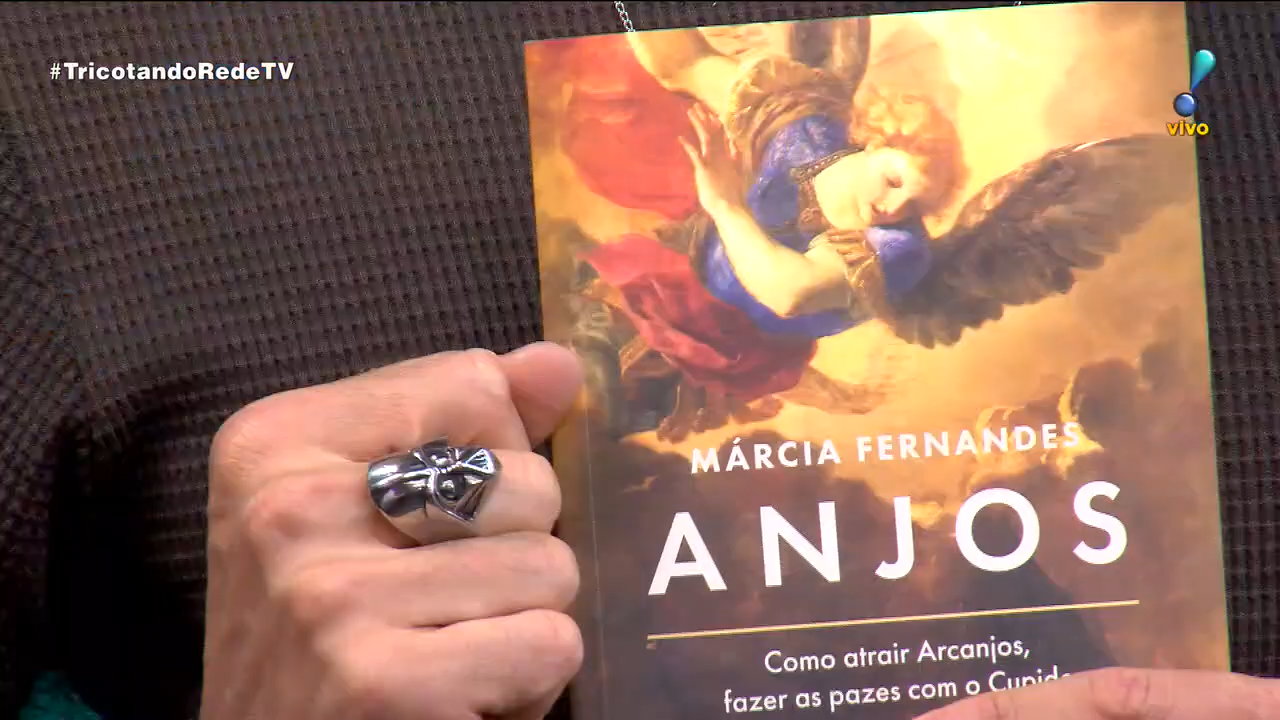 #TricotandoRedeTV
vivo
MÁRCIA FERNANDES
ANJOS
Como atrair Arcanjos,
fazer as pazes com o